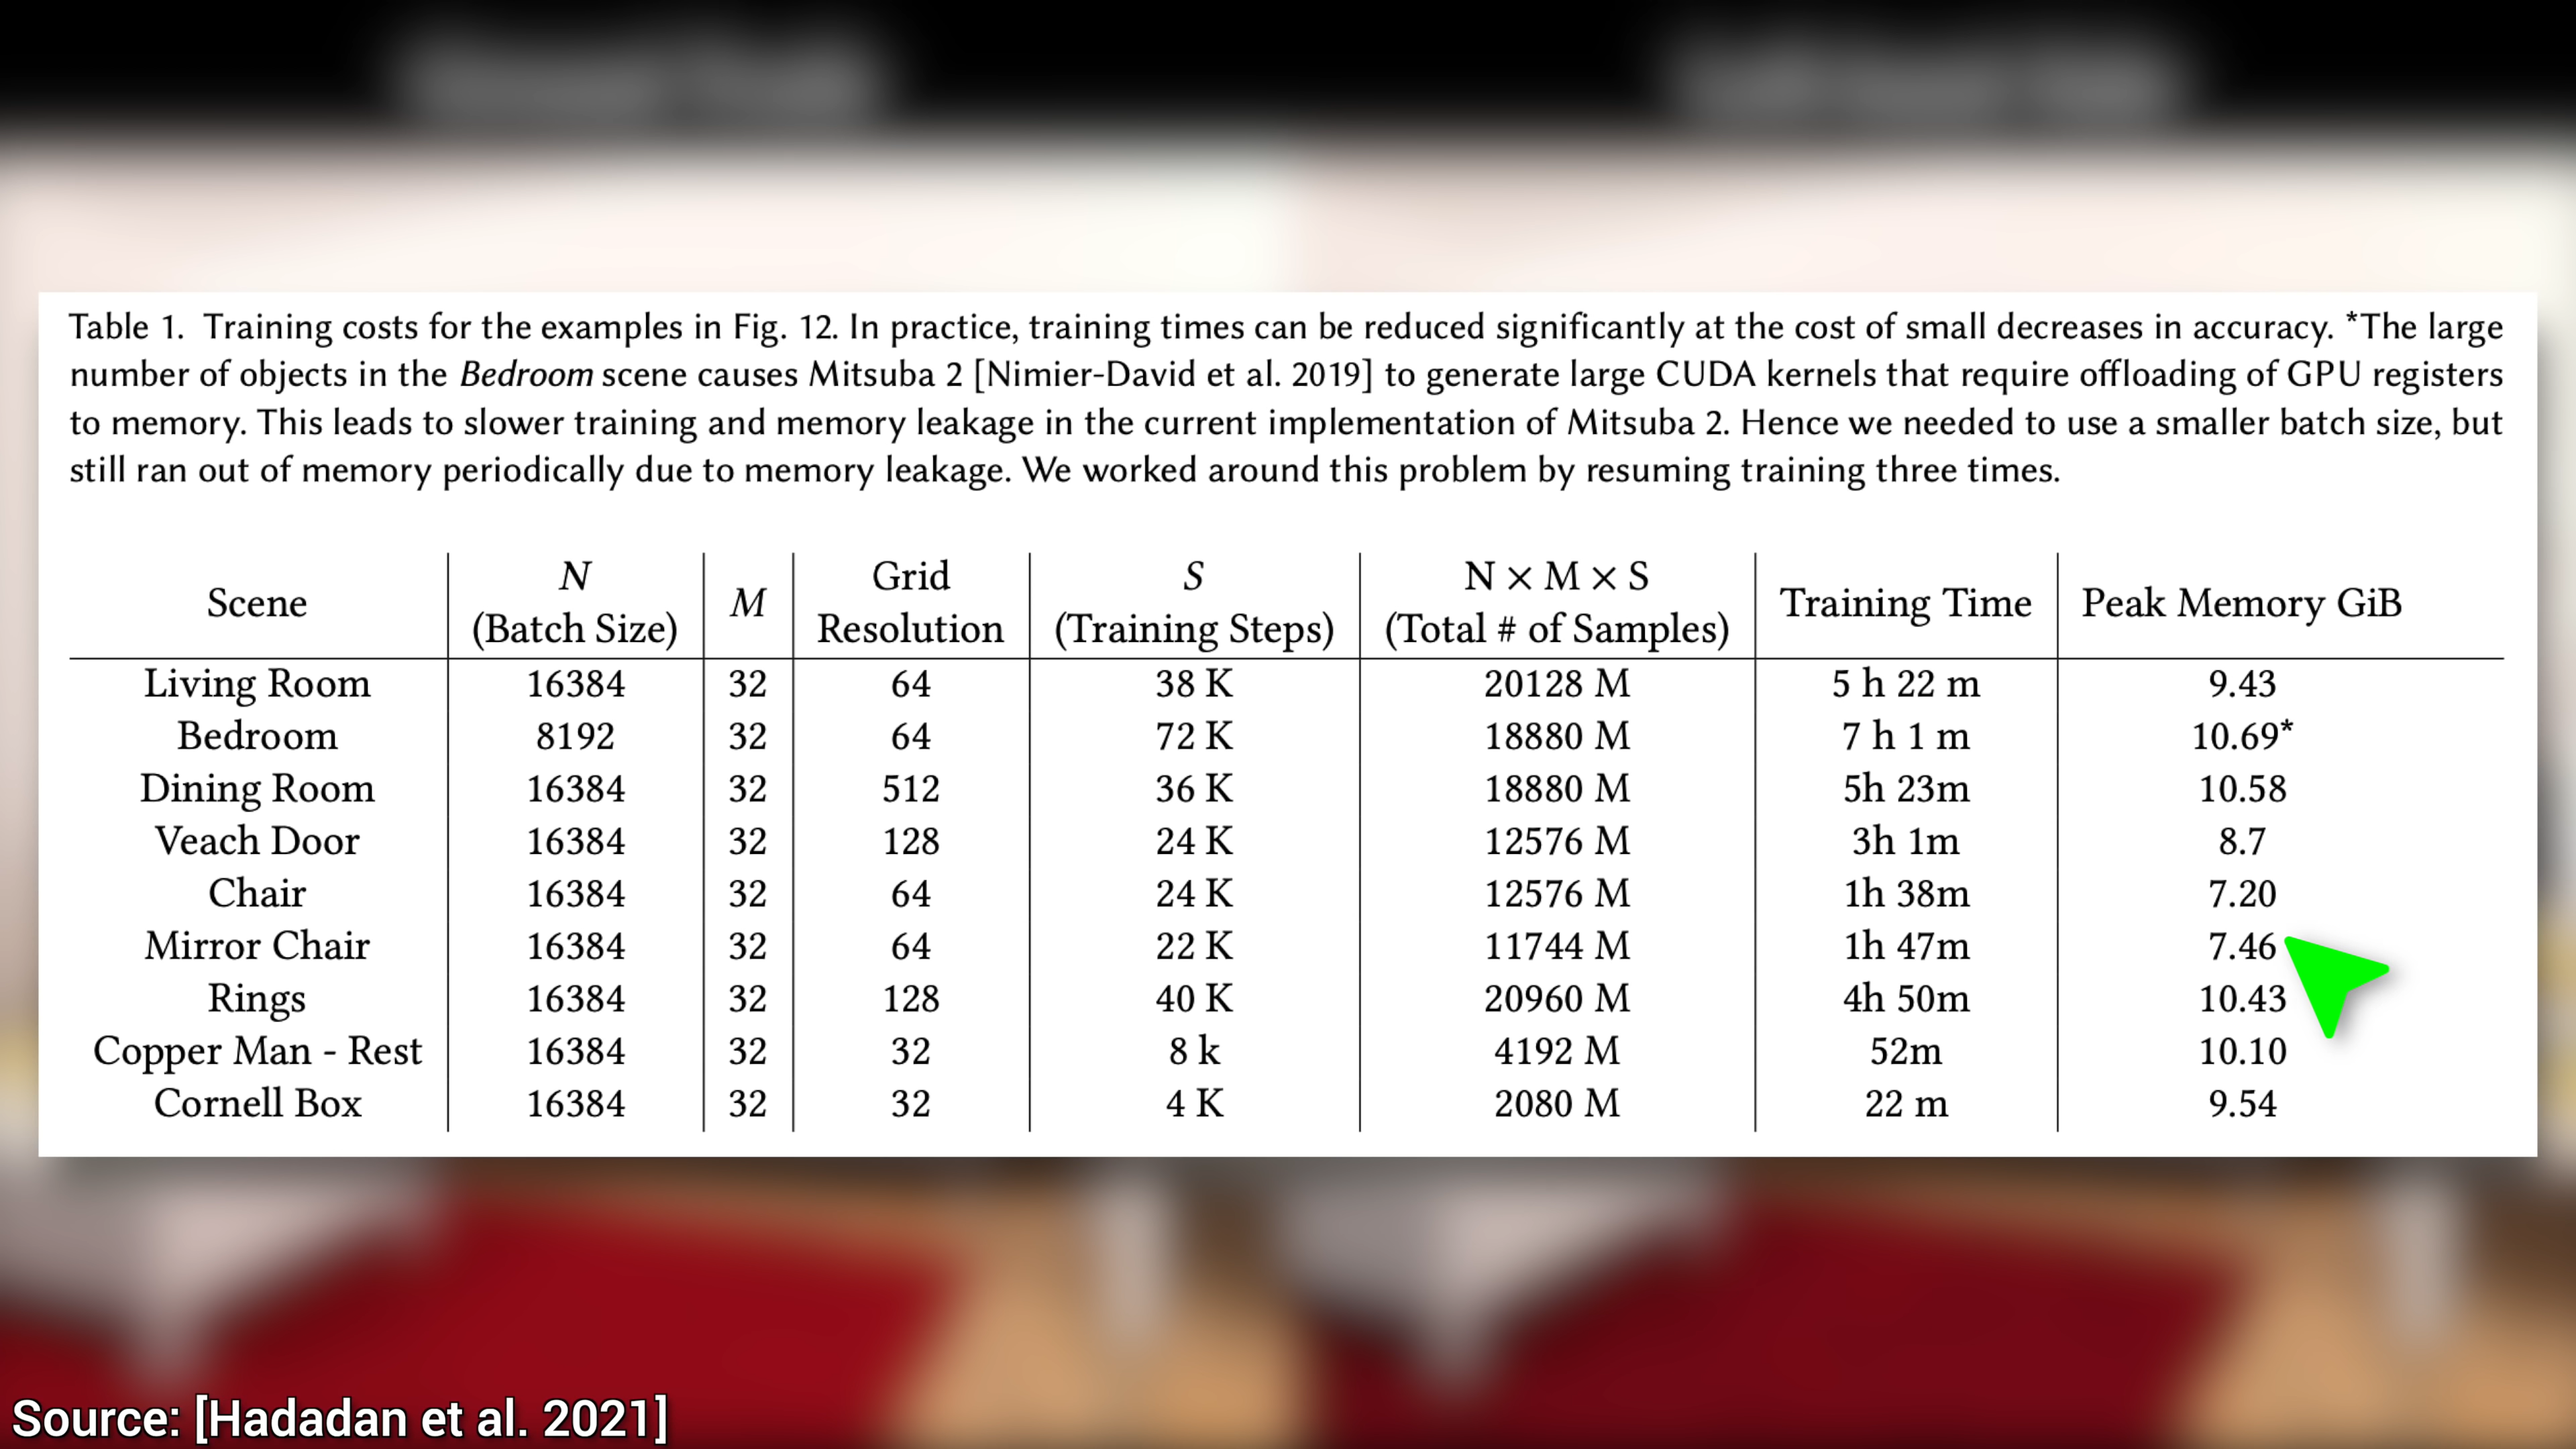 Table 1. Training costs for the examples in Fig. 12. In practice, training times can be reduced significantly at the cost of small decreases in accuracy. *The large
number of objects in the Bedroom scene causes Mitsuba 2 [Nimier-David et al. 2019] to generate large CUDA kernels that require offloading of GPU registers
to memory. This leads to slower training and memory leakage in the current implementation of Mitsuba 2. Hence we needed to use a smaller batch size, but
still ran out of memory periodically due to memory leakage. We worked around this problem by resuming training three times.
Scene N (Batch Size) M Grid Resolution S (Training Steps) N × M × S (Total # of Samples) Training Time Peak Memory GiB
Living Room 16384 32 64 38 K 20128 M 5 h 22 m 9.43
Bedroom 8192 32 64 72 K 18880 M 7 h 1 m 10.69*
Dining Room 16384 32 512 36 K 18880 M 5h 23m 10.58
Veach Door 16384 32 128 24 K 12576 M 3h 1m 8.7
Chair 16384 32 64 24 K 12576 M 1h 38m 7.20
Mirror Chair 16384 32 64 22 K 11744 M 1h 47m 7.46
Rings 16384 32 128 40 K 20960 M 4h 50m 10.43
Copper Man - Rest 16384 32 32 8 k 4192 M 52m 10.10
Cornell Box 16384 32 32 4 K 2080 M 22 m 9.54
Source: [Hadadan et al. 2021]